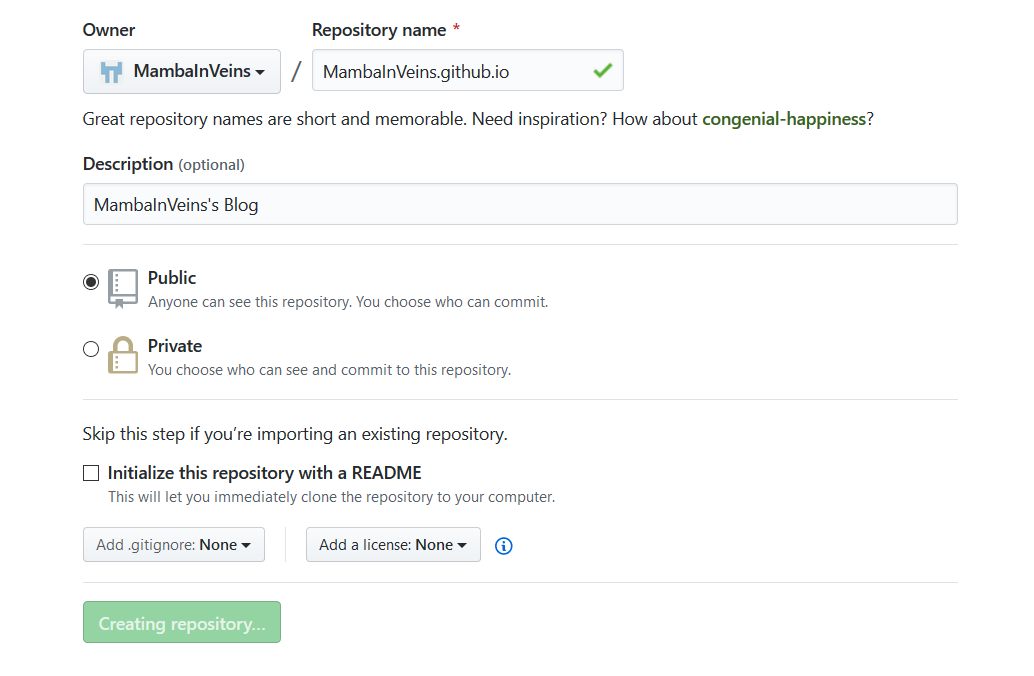 Owner
Repository name *
MambaInVeins / MambaInVeins.github.io
Great repository names are short and memorable. Need inspiration? How about congenial-happiness?
Description (optional)
MambaInVeins's Blog
Public
Anyone can see this repository. You choose who can commit.
Private
You choose who can see and commit to this repository.
Skip this step if you’re importing an existing repository.
Initialize this repository with a README
This will let you immediately clone the repository to your computer.
Add .gitignore: None
Add a license: None
Creating repository...